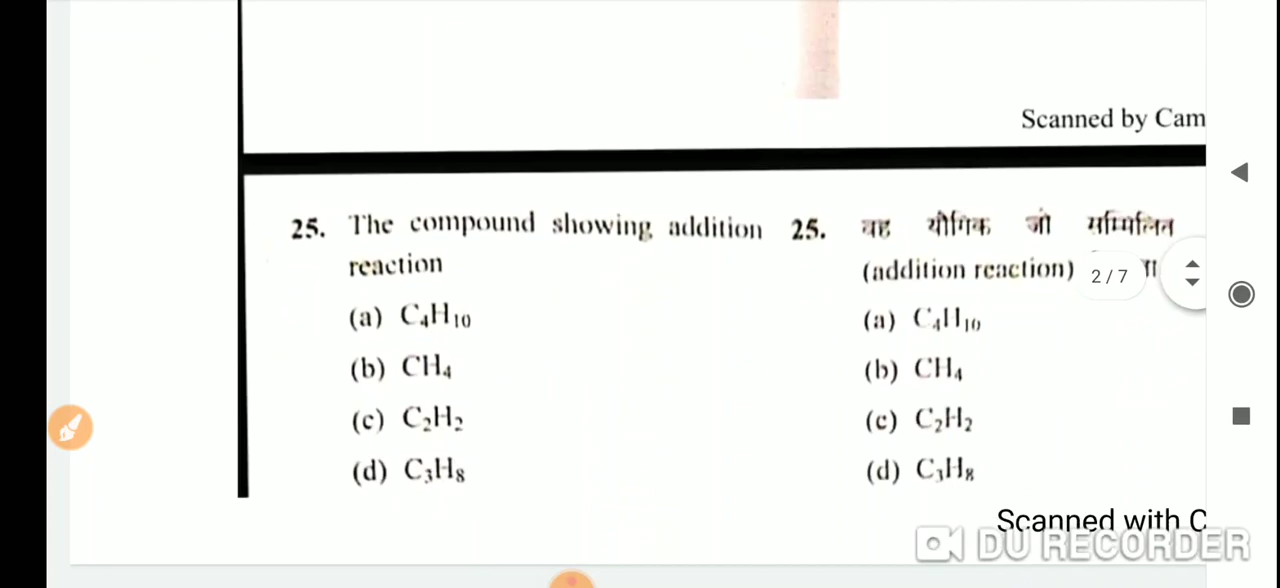 Scanned by Cam
25. The compound showing addition
reaction
(a) C₄H₁₀
(b) CH₄
(c) C₂H₂
(d) C₃H₈
25. वह यौगिक जो सम्मिलित
(addition reaction)
(a) C₄H₁₀
(b) CH₄
(c) C₂H₂
(d) C₃H₈
2 / 7
Scanned with C
DU RECORDER